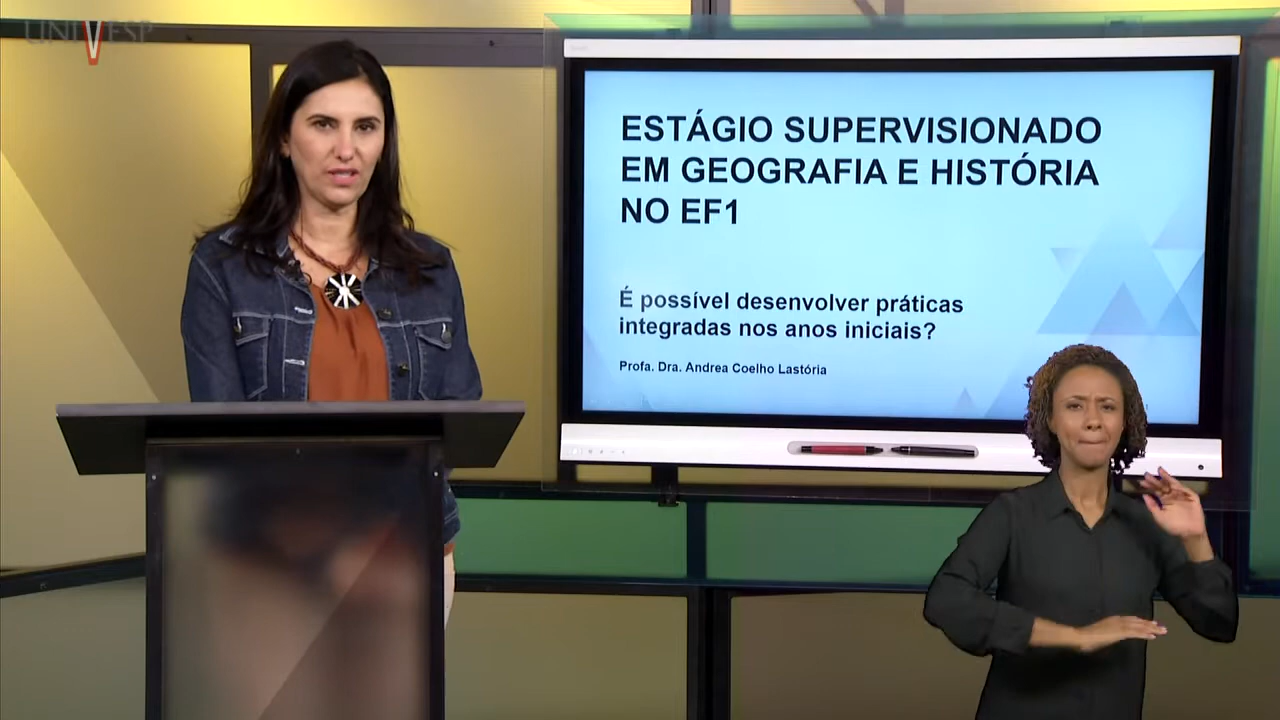 UNIVESP
ESTÁGIO SUPERVISIONADO
EM GEOGRAFIA E HISTÓRIA
NO EF1
É possível desenvolver práticas
integradas nos anos iniciais?
Profa. Dra. Andrea Coelho Lastória